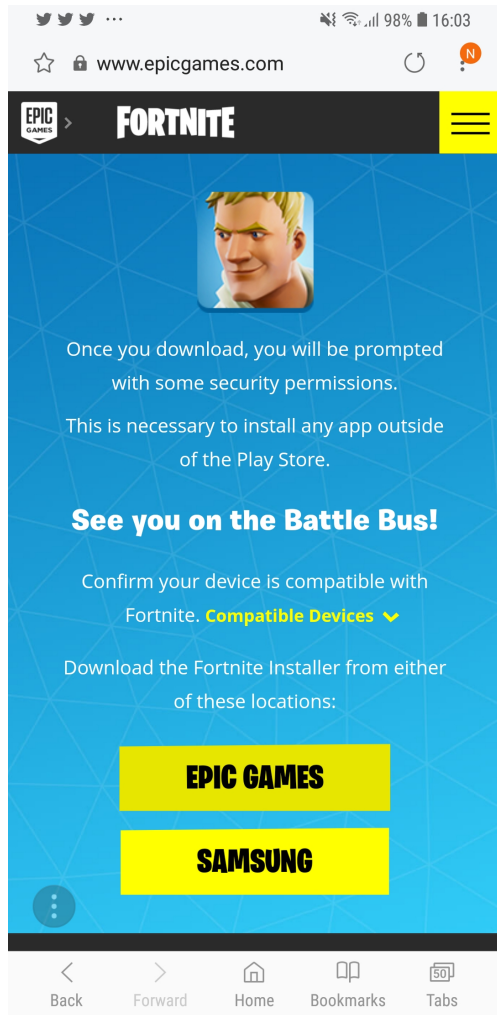 98% 16:03
www.epicgames.com
N
EPIC
GAMES
FORTNITE
Once you download, you will be prompted
with some security permissions.
This is necessary to install any app outside
of the Play Store.
See you on the Battle Bus!
Confirm your device is compatible with
Fortnite. Compatible Devices
Download the Fortnite Installer from either
of these locations:
EPIC GAMES
SAMSUNG
50
Back Forward Home Bookmarks Tabs